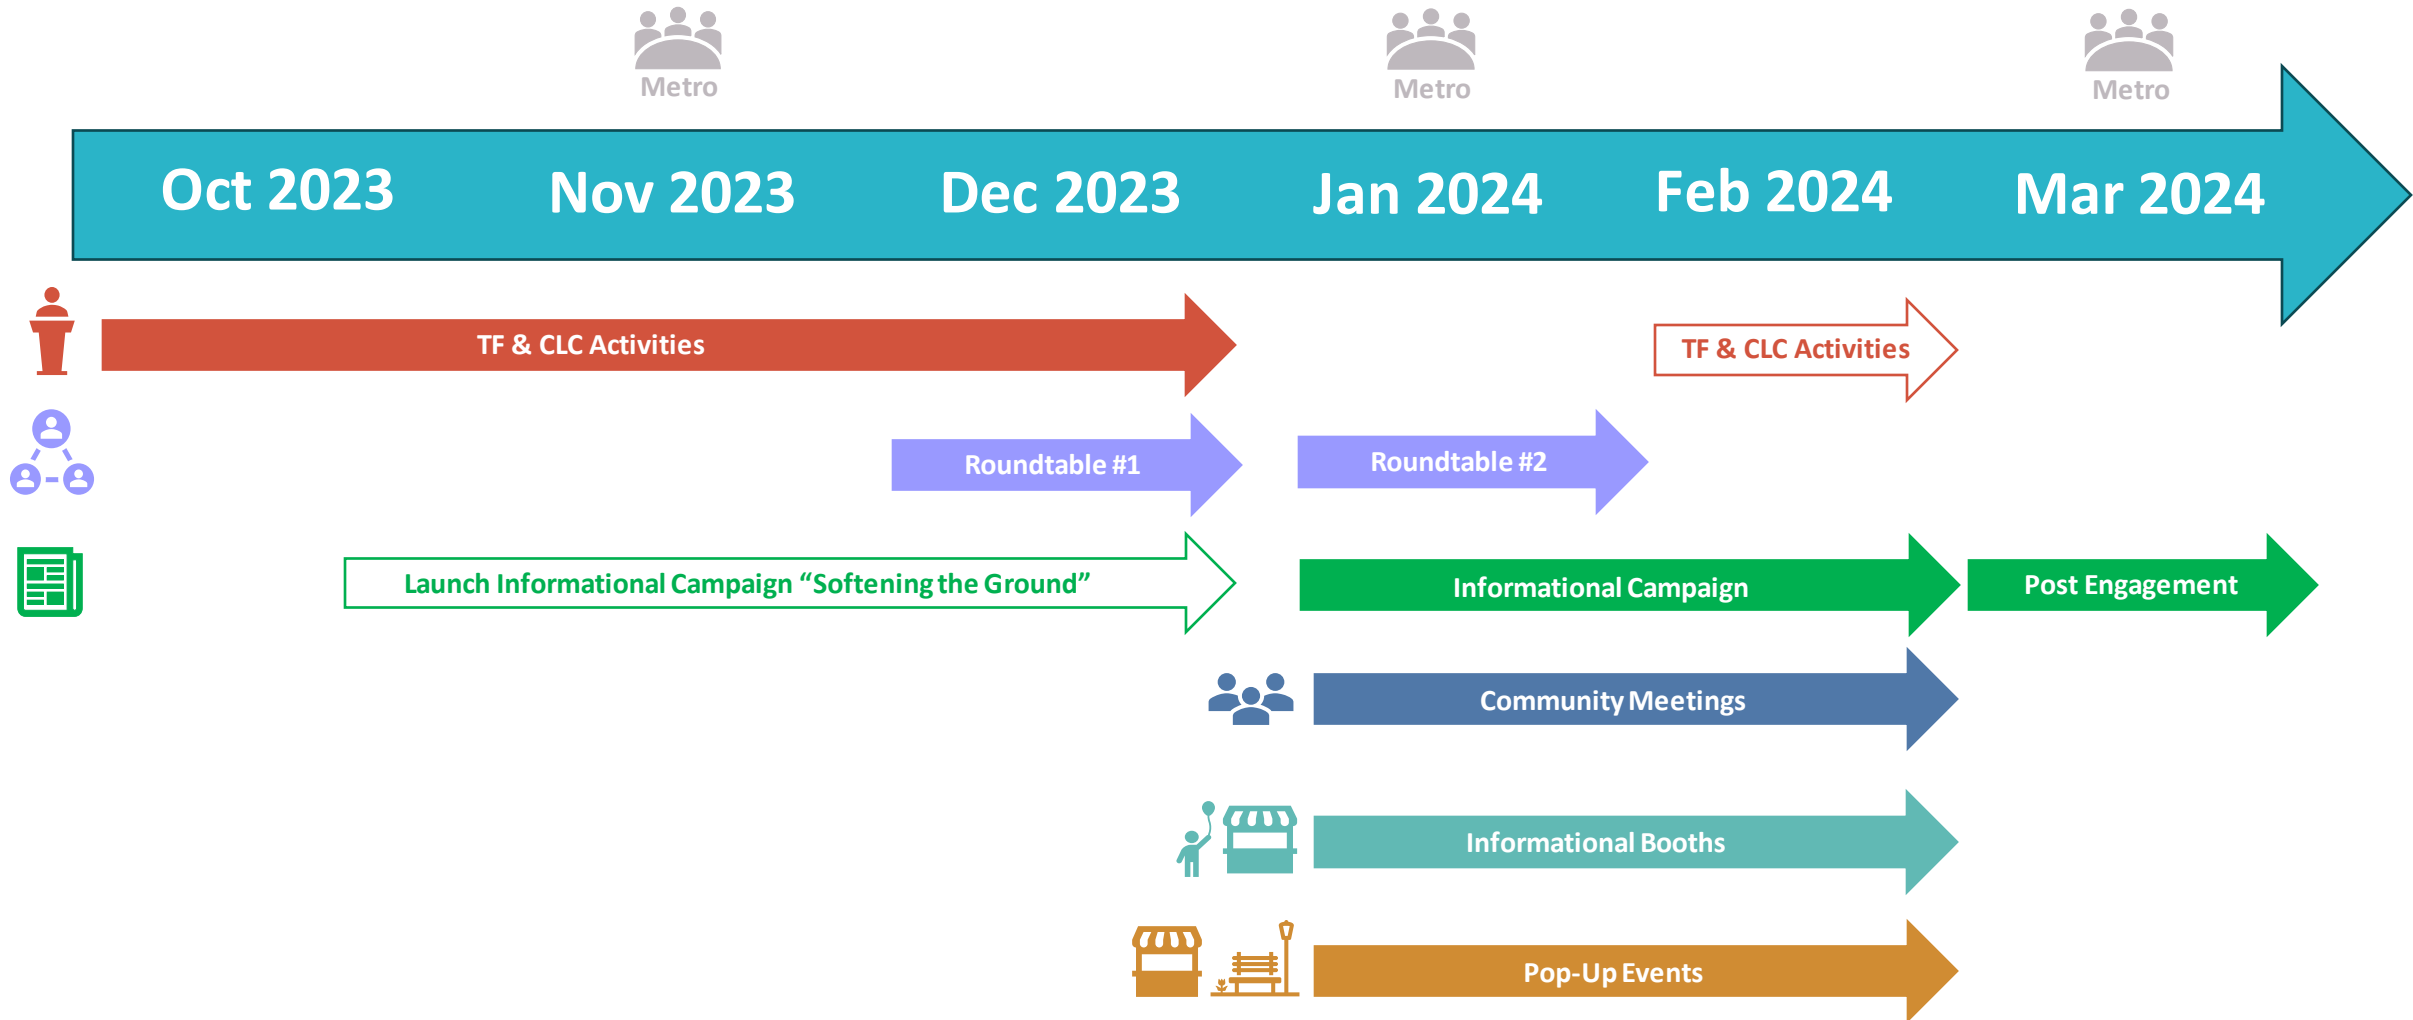 Metro
Metro
Metro
Oct 2023
Nov 2023
Dec 2023
Jan 2024
Feb 2024
Mar 2024
TF & CLC Activities
TF & CLC Activities
Roundtable #1
Roundtable #2
Launch Informational Campaign “Softening the Ground”
Informational Campaign
Post Engagement
Community Meetings
Informational Booths
Pop-Up Events